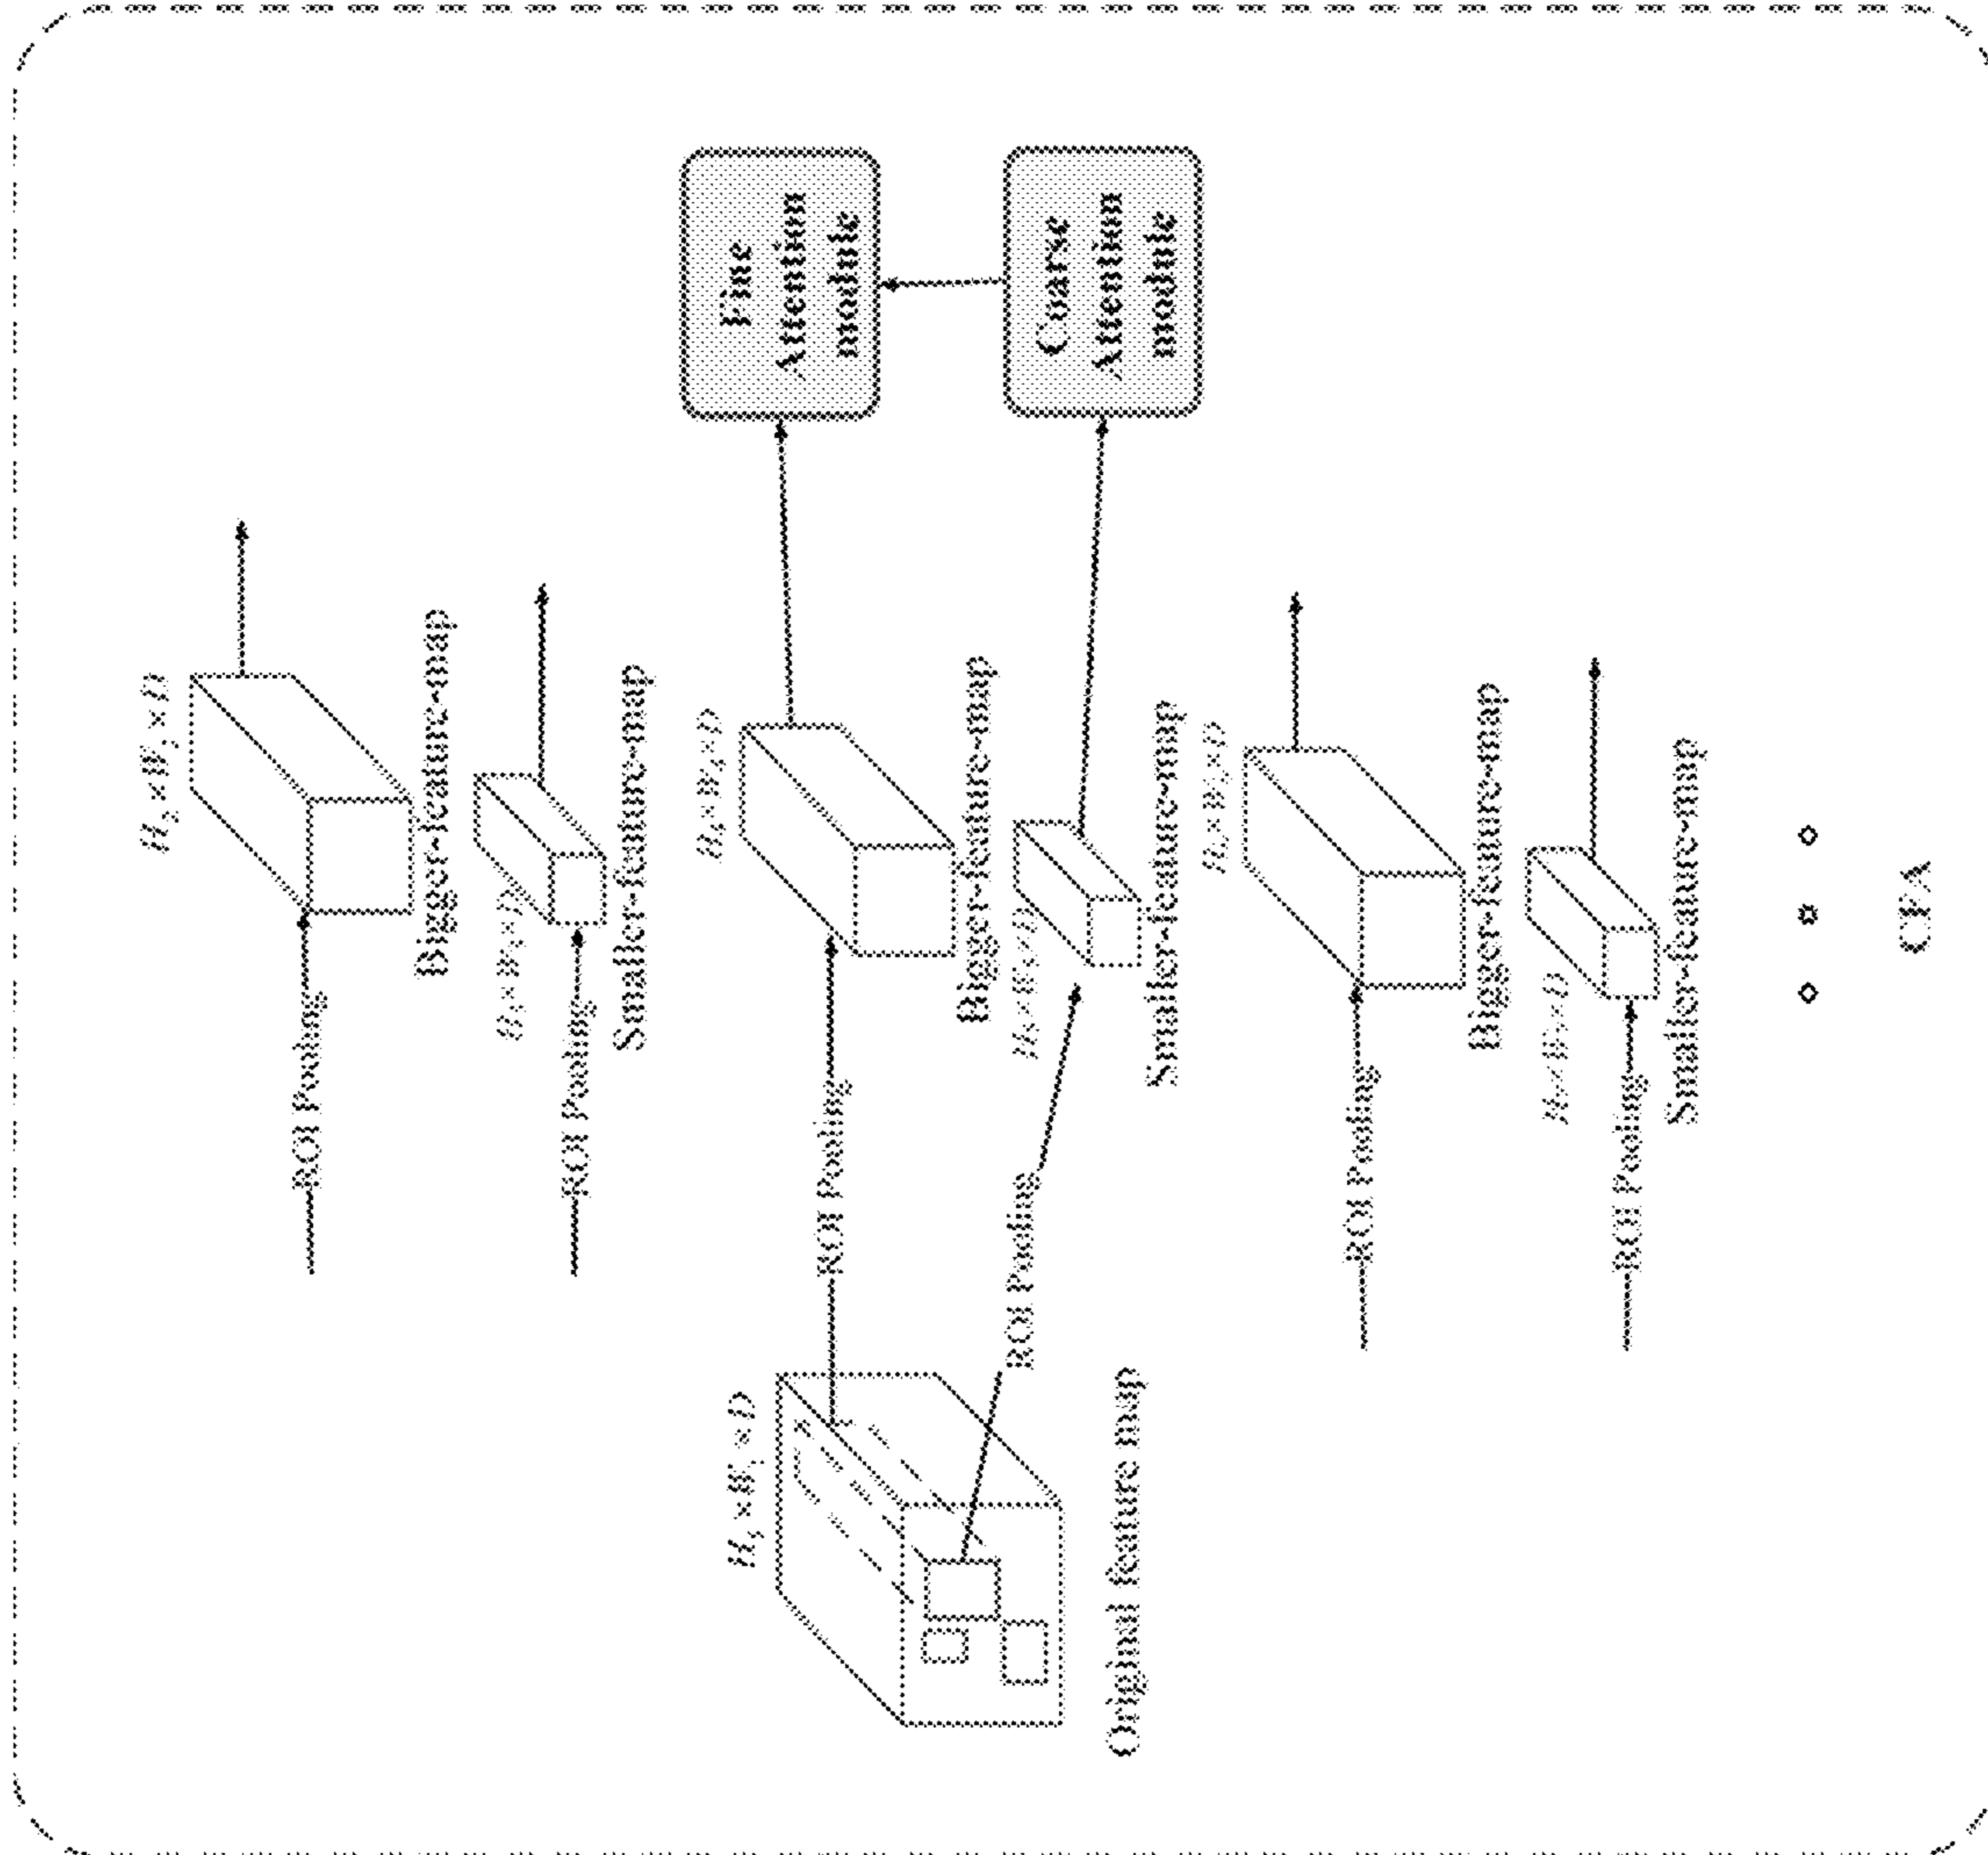 ROI Pooling
Bigger-feature-map
ROI Pooling
Smaller-feature-map
Fine
Attention
module
ROI Pooling
Bigger-feature-map
ROI Pooling
Coarse
Attention
module
Original feature map
Smaller-feature-map
ROI Pooling
Bigger-feature-map
ROI Pooling
Smaller-feature-map
CFA